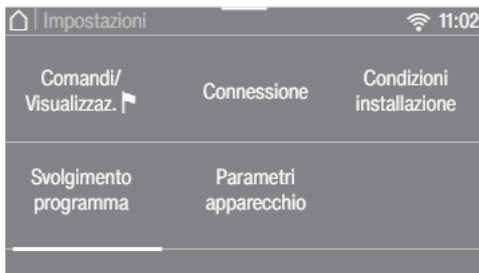 Impostazioni 11:02
Comandi/
Visualizzaz.
Connessione
Condizioni
installazione
Svolgimento
programma
Parametri
apparecchio